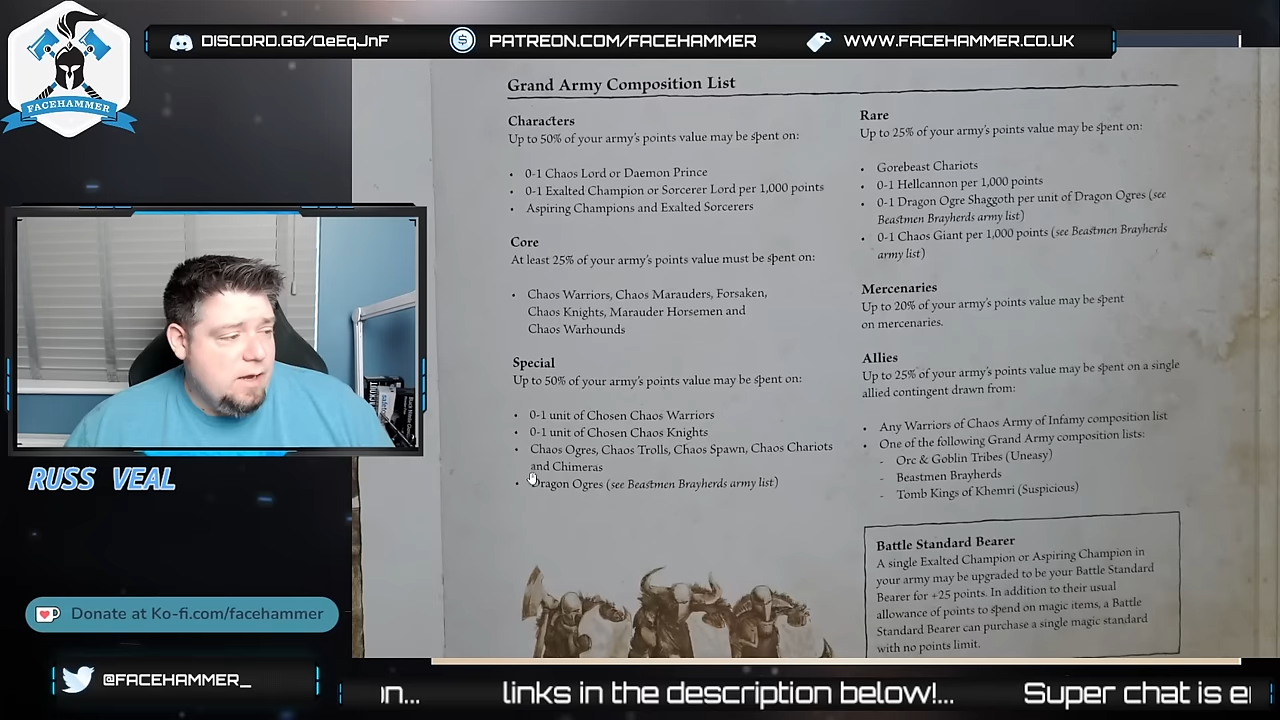 DISCORD.GG/QeEqJnF
PATREON.COM/FACEHAMMER
WWW.FACEHAMMER.CO.UK
FACEHAMMER
Grand Army Composition List
Characters
Up to 50% of your army's points value may be spent on:
• 0-1 Chaos Lord or Daemon Prince
• 0-1 Exalted Champion or Sorcerer Lord per 1,000 points
• Aspiring Champions and Exalted Sorcerers
Core
At least 25% of your army's points value must be spent on:
• Chaos Warriors, Chaos Marauders, Forsaken,
Chaos Knights, Marauder Horsemen and
Chaos Warhounds
Special
Up to 50% of your army's points value may be spent on:
• 0-1 unit of Chosen Chaos Warriors
• 0-1 unit of Chosen Chaos Knights
• Chaos Ogres, Chaos Trolls, Chaos Spawn, Chaos Chariots
and Chimeras
• Dragon Ogres (see Beastmen Brayherds army list)
Rare
Up to 25% of your army's points value may be spent on:
• Gorebeast Chariots
• 0-1 Hellcannon per 1,000 points
• 0-1 Dragon Ogre Shaggoth per unit of Dragon Ogres (see
Beastmen Brayherds army list)
• 0-1 Chaos Giant per 1,000 points (see Beastmen Brayherds
army list)
Mercenaries
Up to 20% of your army's points value may be spent
on mercenaries.
Allies
Up to 25% of your army's points value may be spent on a single
allied contingent drawn from:
• Any Warriors of Chaos Army of Infamy composition list
• One of the following Grand Army composition lists:
- Orc & Goblin Tribes (Uneasy)
- Beastmen Brayherds
- Tomb Kings of Khemri (Suspicious)
Battle Standard Bearer
A single Exalted Champion or Aspiring Champion in
your army may be upgraded to be your Battle Standard
Bearer for +25 points. In addition to their usual
allowance of points to spend on magic items, a Battle
Standard Bearer can purchase a single magic standard
with no points limit.
RUSS VEAL
Donate at Ko-fi.com/facehammer
@FACEHAMMER_
n... links in the description below!... Super chat is e